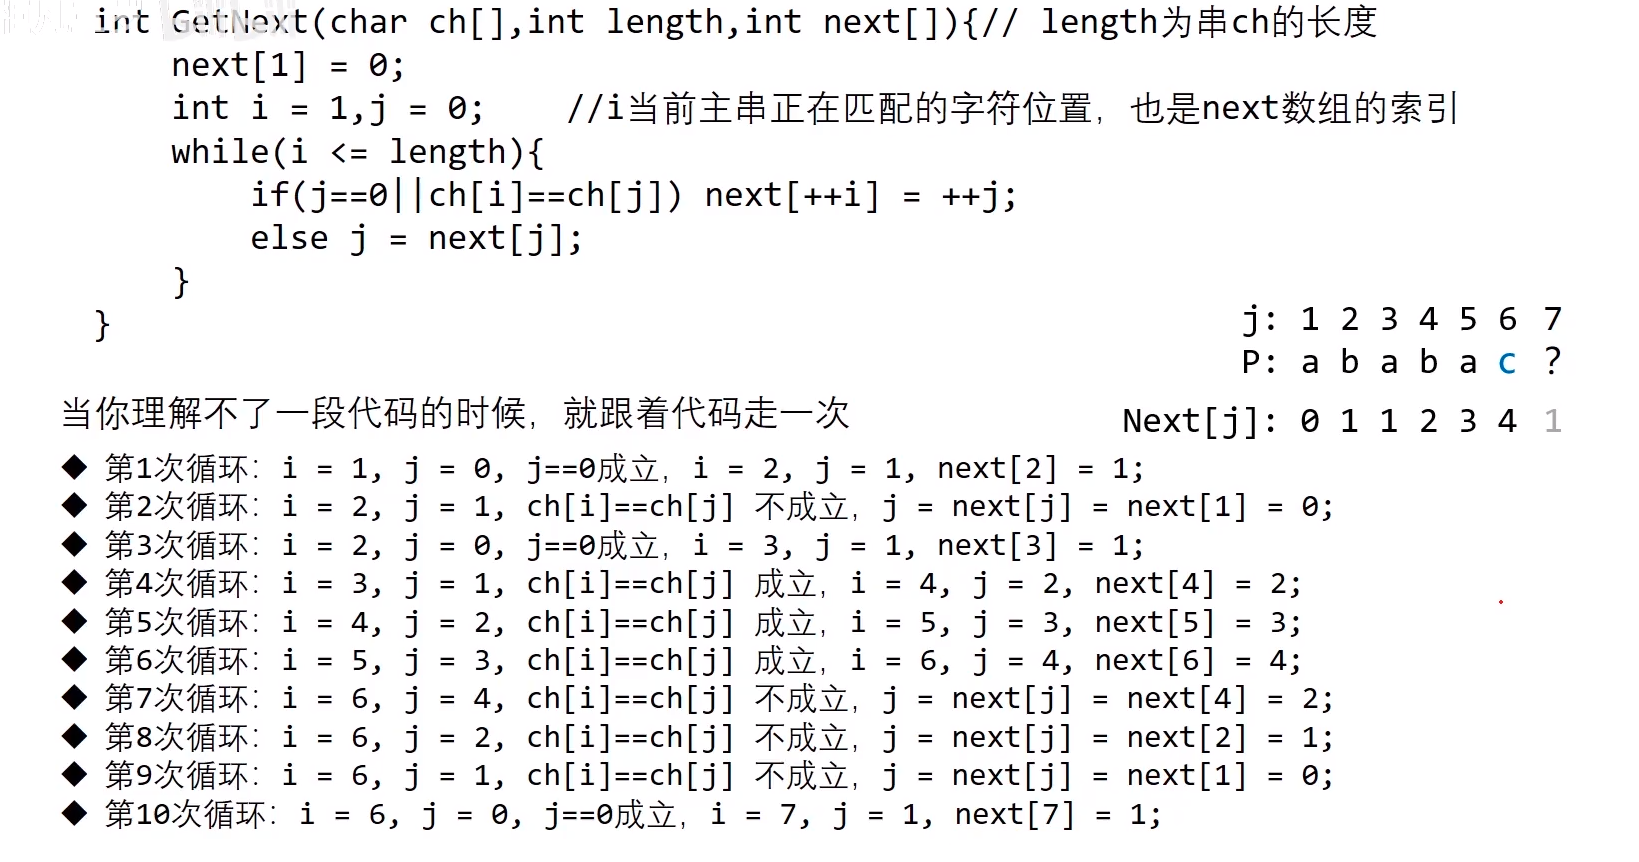 int GetNext(char ch[],int length,int next[]){// length为串ch的长度
next[1] = 0;
int i = 1,j = 0; //i当前主串正在匹配的字符位置，也是next数组的索引
while(i <= length){
if(j==0||ch[i]==ch[j]) next[++i] = ++j;
else j = next[j];
}
}
j: 1 2 3 4 5 6 7
P: a b a b a c ?
Next[j]: 0 1 1 2 3 4 1
当你理解不了一段代码的时候，就跟着代码走一次
◆ 第1次循环：i = 1, j = 0, j==0成立，i = 2, j = 1, next[2] = 1;
◆ 第2次循环：i = 2, j = 1, ch[i]==ch[j] 不成立，j = next[j] = next[1] = 0;
◆ 第3次循环：i = 2, j = 0, j==0成立，i = 3, j = 1, next[3] = 1;
◆ 第4次循环：i = 3, j = 1, ch[i]==ch[j] 成立，i = 4, j = 2, next[4] = 2;
◆ 第5次循环：i = 4, j = 2, ch[i]==ch[j] 成立，i = 5, j = 3, next[5] = 3;
◆ 第6次循环：i = 5, j = 3, ch[i]==ch[j] 成立，i = 6, j = 4, next[6] = 4;
◆ 第7次循环：i = 6, j = 4, ch[i]==ch[j] 不成立，j = next[j] = next[4] = 2;
◆ 第8次循环：i = 6, j = 2, ch[i]==ch[j] 不成立，j = next[j] = next[2] = 1;
◆ 第9次循环：i = 6, j = 1, ch[i]==ch[j] 不成立，j = next[j] = next[1] = 0;
◆ 第10次循环：i = 6, j = 0, j==0成立，i = 7, j = 1, next[7] = 1;